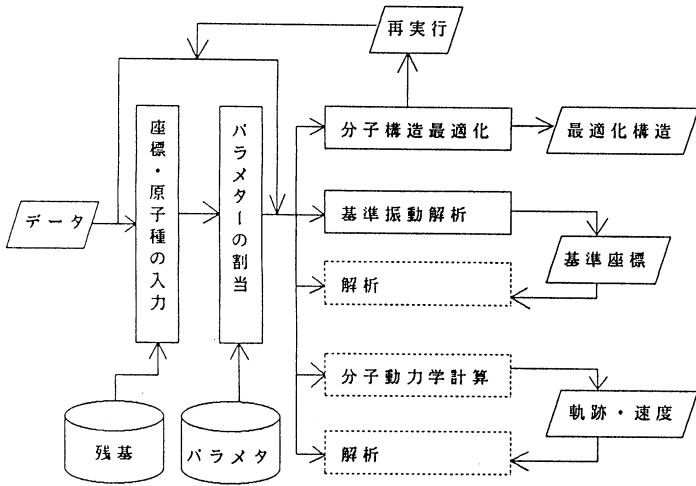 再実行
分子構造最適化
最適化構造
座標・原子種の入力
パラメターの割当
データ
基準振動解析
基準座標
解析
分子動力学計算
軌跡・速度
解析
残基
パラメタ